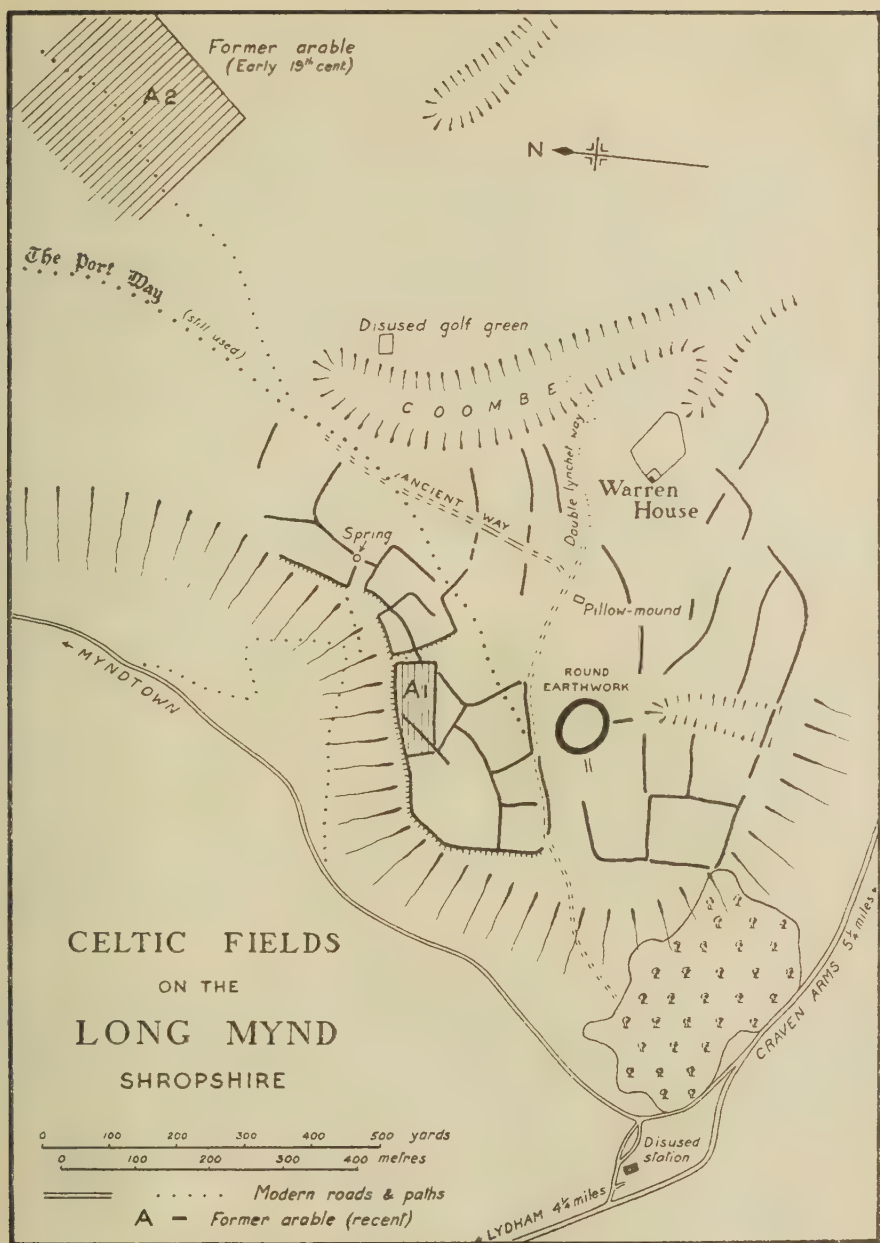 Former arable
(Early 19th cent)
A2
N
The Port Way
(still used)
Disused golf green
COOMBE
Double lynchet way
ANCIENT WAY
Warren
House
Spring
Pillow-mound
ROUND
EARTHWORK
MYNDTOWN
A1
CELTIC FIELDS
ON THE
LONG MYND
SHROPSHIRE
CRAVEN ARMS 5¼ miles
Disused
station
LYDHAM 4¼ miles
0 100 200 300 400 500 yards
0 100 200 300 400 metres
Modern roads & paths
A – Former arable (recent)